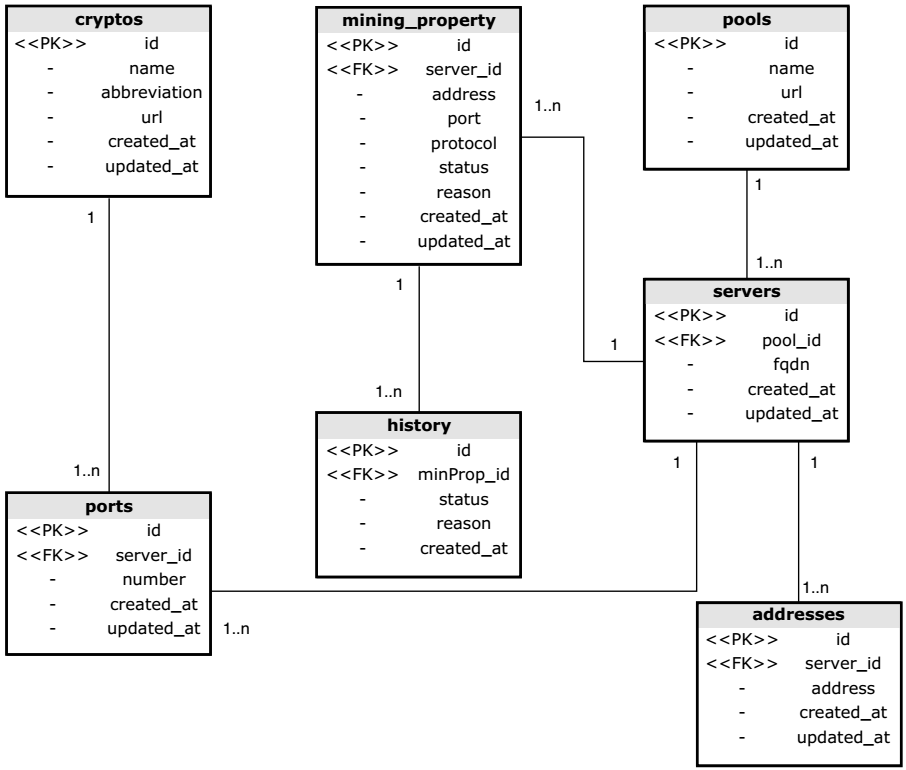 cryptos
<<PK>> id
- name
- abbreviation
- url
- created_at
- updated_at
1
mining_property
<<PK>> id
<<FK>> server_id
- address
- port
- protocol
- status
- reason
- created_at
- updated_at
1..n
1
pools
<<PK>> id
- name
- url
- created_at
- updated_at
1
1..n
servers
<<PK>> id
<<FK>> pool_id
- fqdn
- created_at
- updated_at
1
1
1
1..n
history
<<PK>> id
<<FK>> minProp_id
- status
- reason
- created_at
1..n
ports
<<PK>> id
<<FK>> server_id
- number
- created_at
- updated_at
1..n
1..n
addresses
<<PK>> id
<<FK>> server_id
- address
- created_at
- updated_at